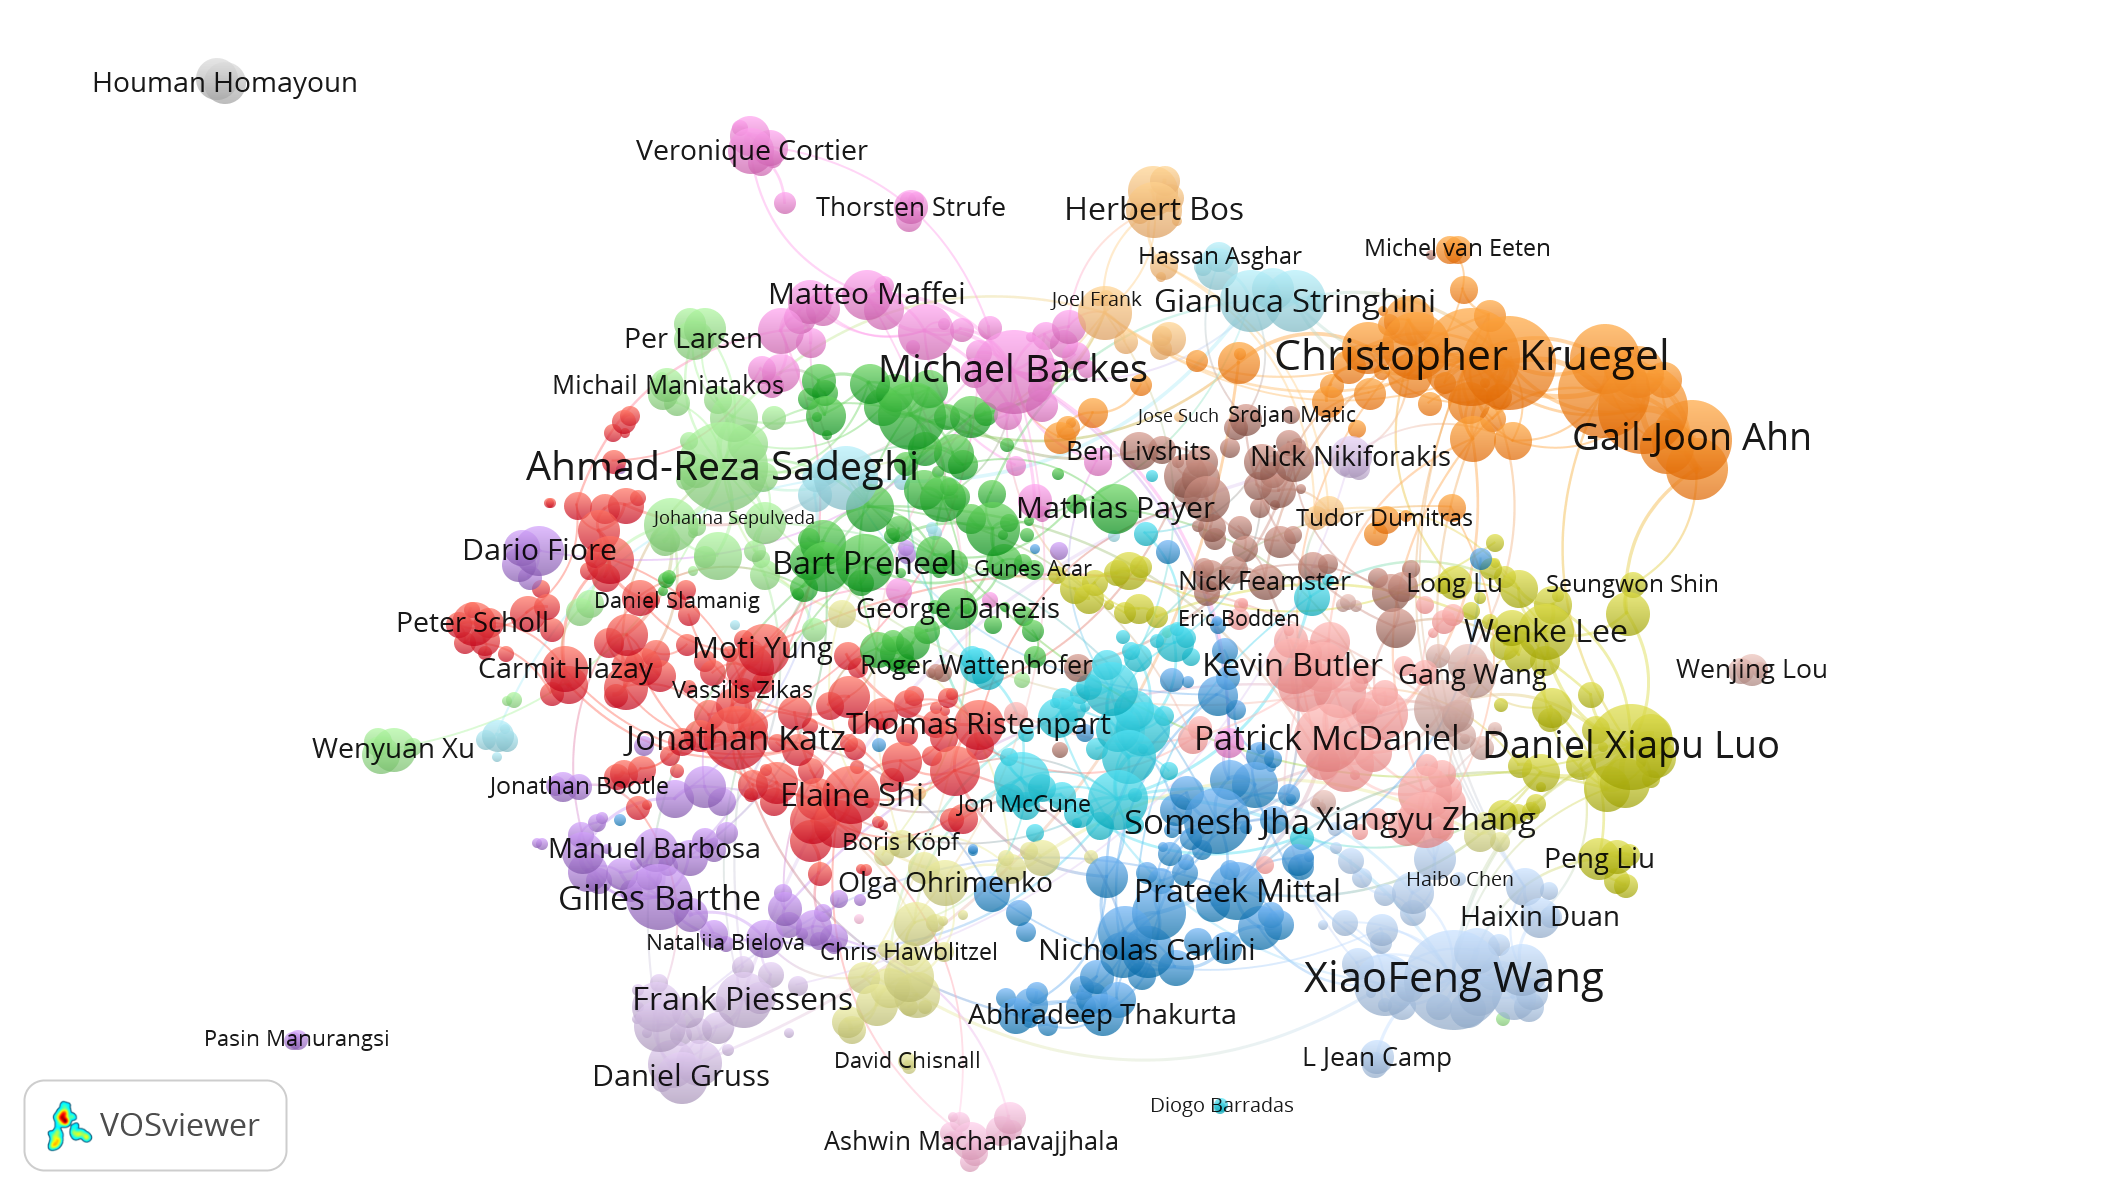 Houman Homayoun
Veronique Cortier
Thorsten Strufe
Herbert Bos
Michel van Eeten
Hassan Asghar
Matteo Maffei
Joel Frank
Gianluca Stringhini
Per Larsen
Christopher Kruegel
Michael Backes
Michail Maniatakos
Jose Such
Srdjan Matic
Gail-Joon Ahn
Ben Livshits
Nick Nikiforakis
Ahmad-Reza Sadeghi
Mathias Payer
Johanna Sepulveda
Tudor Dumitras
Dario Fiore
Bart Preneel
Gunes Acar
Nick Feamster
Long Lu
Seungwon Shin
Daniel Slamanig
George Danezis
Eric Bodden
Peter Scholl
Wenke Lee
Moti Yung
Carmit Hazay
Roger Wattenhofer
Kevin Butler
Gang Wang
Wenjing Lou
Vassilis Zikas
Thomas Ristenpart
Jonathan Katz
Patrick McDaniel
Daniel Xiapu Luo
Wenyuan Xu
Jonathan Bootle
Elaine Shi
Jon McCune
Somesh Jha
Xiangyu Zhang
Boris Köpf
Manuel Barbosa
Peng Liu
Olga Ohrimenko
Haibo Chen
Gilles Barthe
Prateek Mittal
Haixin Duan
Nataliia Bielova
Chris Hawblitzel
Nicholas Carlini
XiaoFeng Wang
Frank Piessens
Abhradeep Thakurta
Pasin Manurangsi
David Chisnall
L Jean Camp
Daniel Gruss
Diogo Barradas
VOSviewer
Ashwin Machanavajjhala